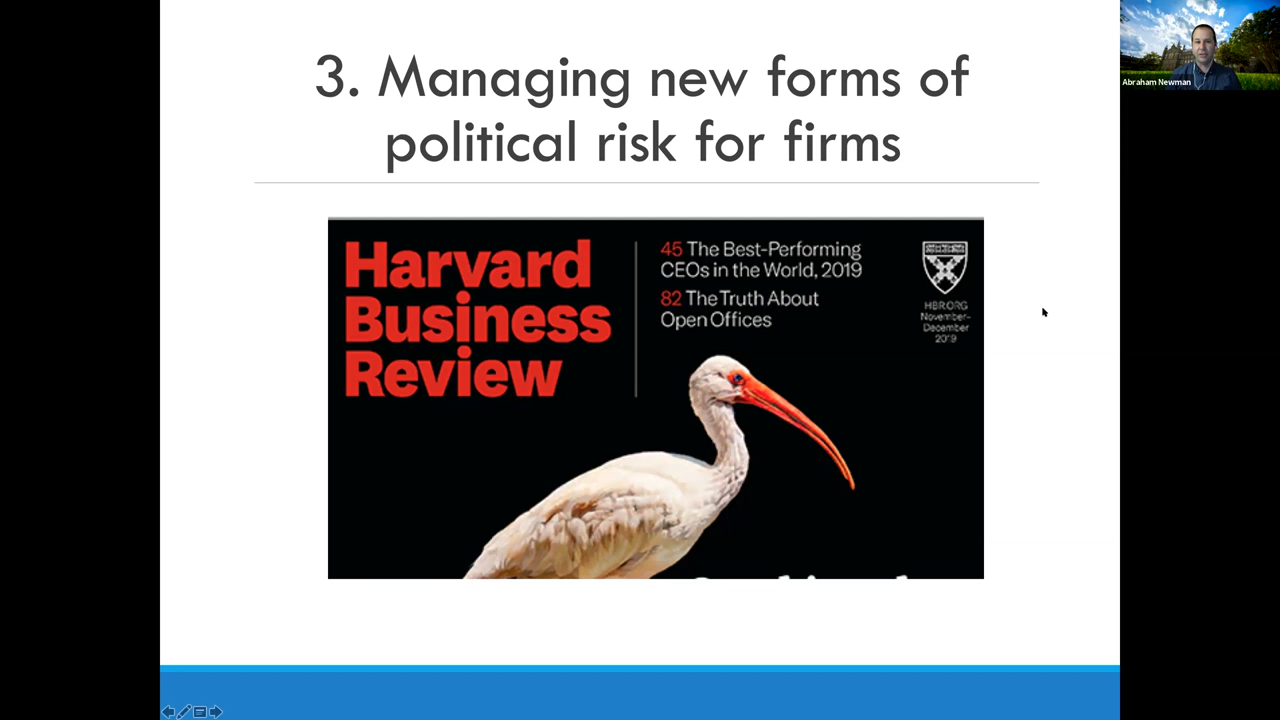 3. Managing new forms of
political risk for firms
Harvard
Business
Review
45 The Best-Performing
CEOs in the World, 2019
82 The Truth About
Open Offices
HBR.ORG
November–
December
2019
Abraham Newman